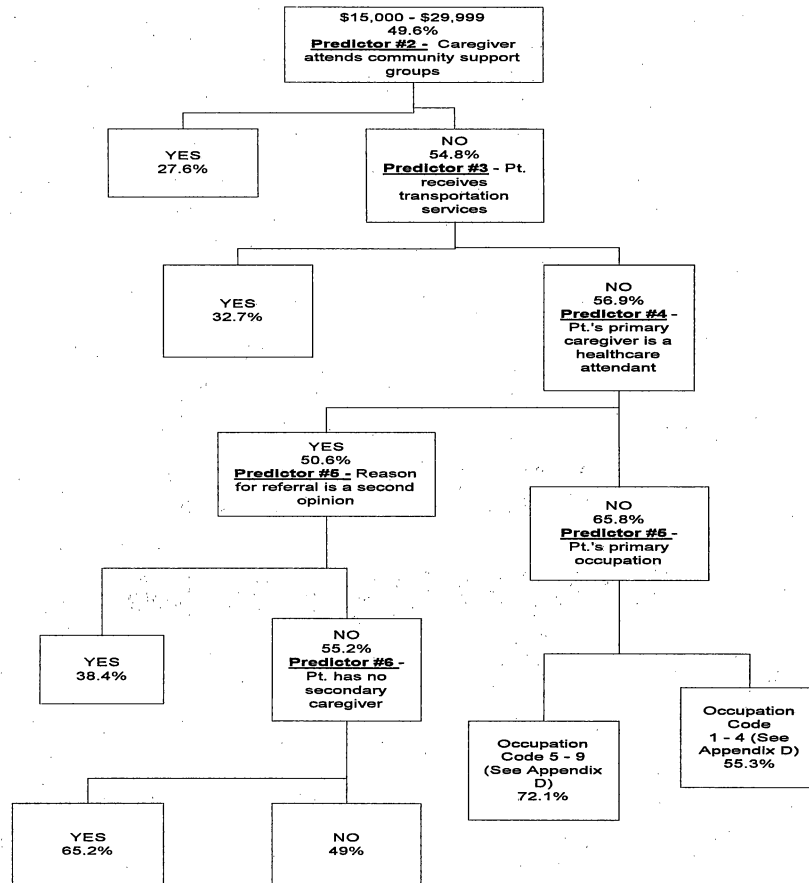 $15,000 - $29,999
49.6%
Predictor #2 - Caregiver
attends community support
groups
YES
27.6%
NO
54.8%
Predictor #3 - Pt.
receives
transportation
services
YES
32.7%
NO
56.9%
Predictor #4 -
Pt.'s primary
caregiver is a
healthcare
attendant
YES
50.6%
Predictor #5 - Reason
for referral is a second
opinion
NO
65.8%
Predictor #5 -
Pt.'s primary
occupation
YES
38.4%
NO
55.2%
Predictor #6 -
Pt. has no
secondary
caregiver
Occupation
Code 5 - 9
(See Appendix
D)
72.1%
Occupation
Code
1 - 4 (See
Appendix D)
55.3%
YES
65.2%
NO
49%